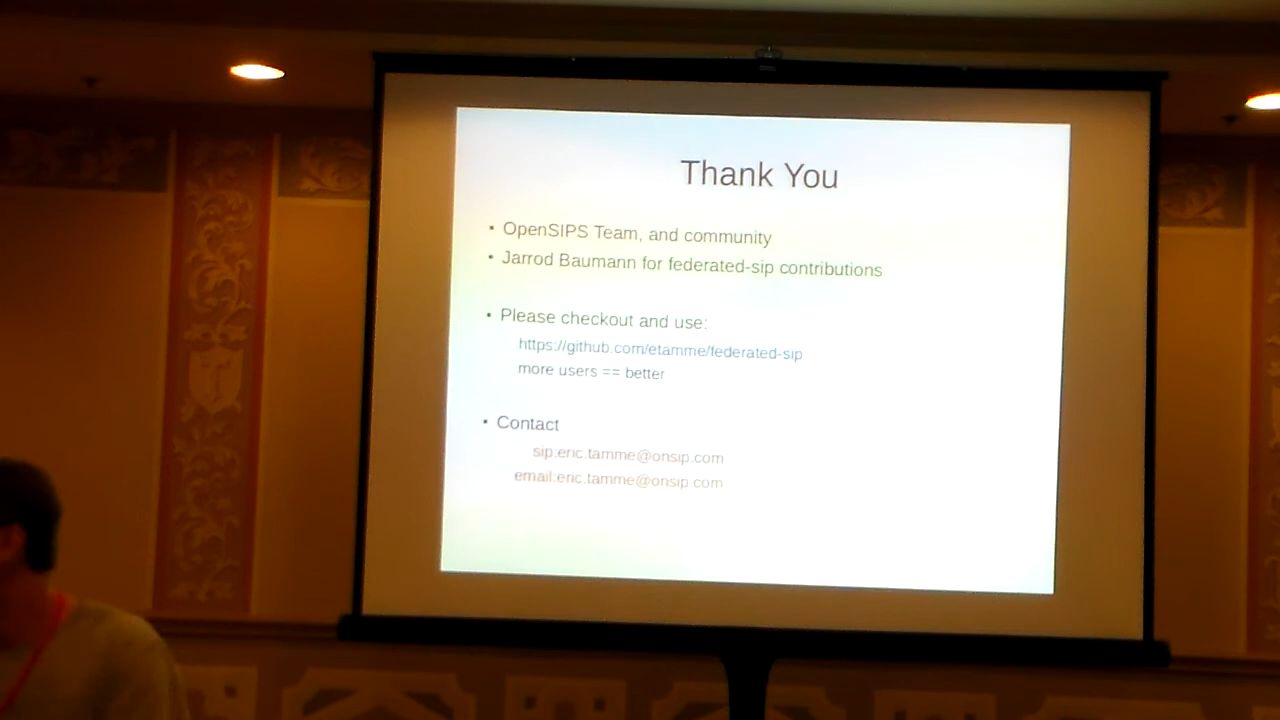 Thank You
• OpenSIPS Team, and community
• Jarrod Baumann for federated-sip contributions
• Please checkout and use:
https://github.com/etamme/federated-sip
more users == better
• Contact
sip:eric.tamme@onsip.com
email:eric.tamme@onsip.com